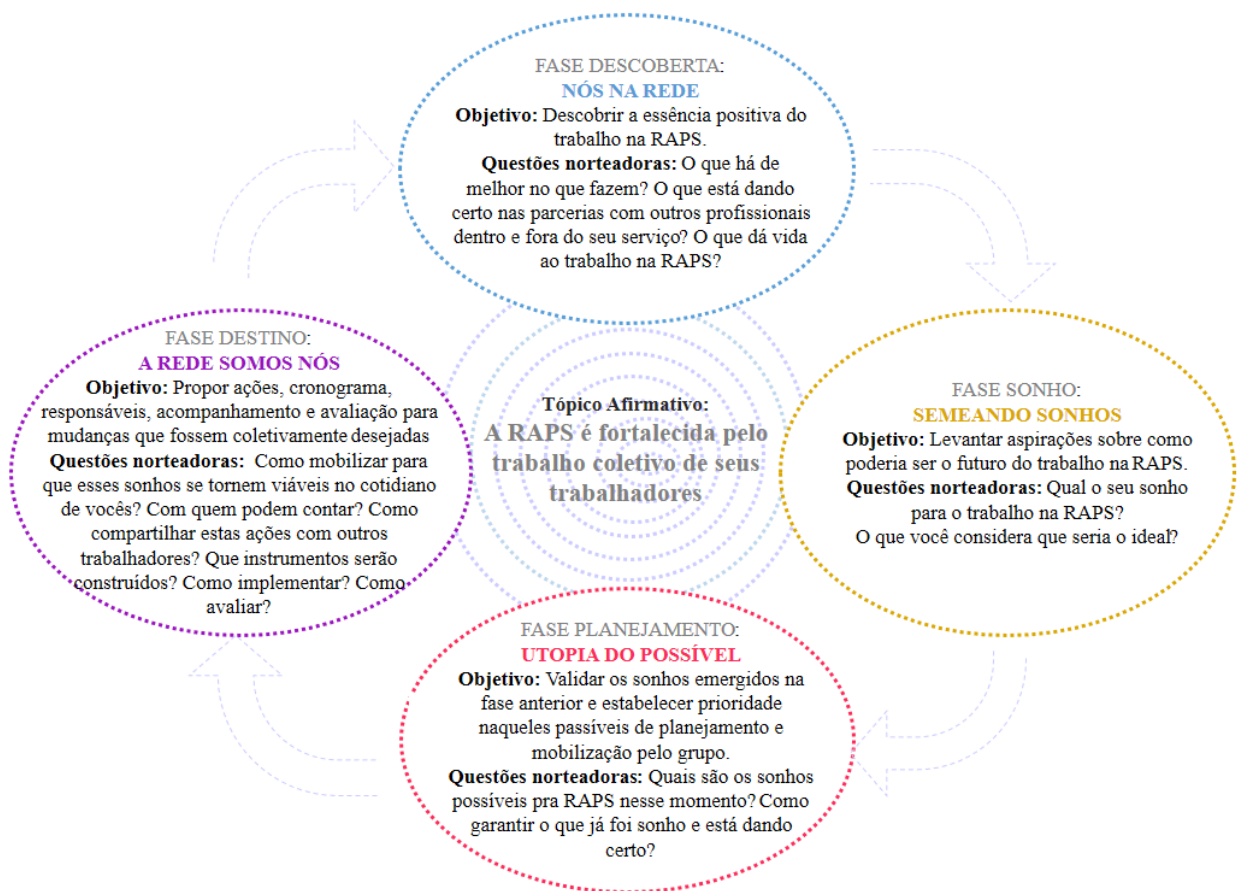 FASE DESCOBERTA:
NÓS NA REDE
Objetivo: Descobrir a essência positiva do
trabalho na RAPS.
Questões norteadoras: O que há de
melhor no que fazem? O que está dando
certo nas parcerias com outros profissionais
dentro e fora do seu serviço? O que dá vida
ao trabalho na RAPS?
FASE SONHO:
SEMEANDO SONHOS
Objetivo: Levantar aspirações sobre como
poderia ser o futuro do trabalho na RAPS.
Questões norteadoras: Qual o seu sonho
para o trabalho na RAPS?
O que você considera que seria o ideal?
FASE PLANEJAMENTO:
UTOPIA DO POSSÍVEL
Objetivo: Validar os sonhos emergidos na
fase anterior e estabelecer prioridade
naqueles passíveis de planejamento e
mobilização pelo grupo.
Questões norteadoras: Quais são os sonhos
possíveis pra RAPS nesse momento? Como
garantir o que já foi sonho e está dando
certo?
FASE DESTINO:
A REDE SOMOS NÓS
Objetivo: Propor ações, cronograma,
responsáveis, acompanhamento e avaliação para
mudanças que fossem coletivamente desejadas
Questões norteadoras: Como mobilizar para
que esses sonhos se tornem viáveis no cotidiano
de vocês? Com quem podem contar? Como
compartilhar estas ações com outros
trabalhadores? Que instrumentos serão
construídos? Como implementar? Como
avaliar?
Tópico Afirmativo:
A RAPS é fortalecida pelo
trabalho coletivo de seus
trabalhadores